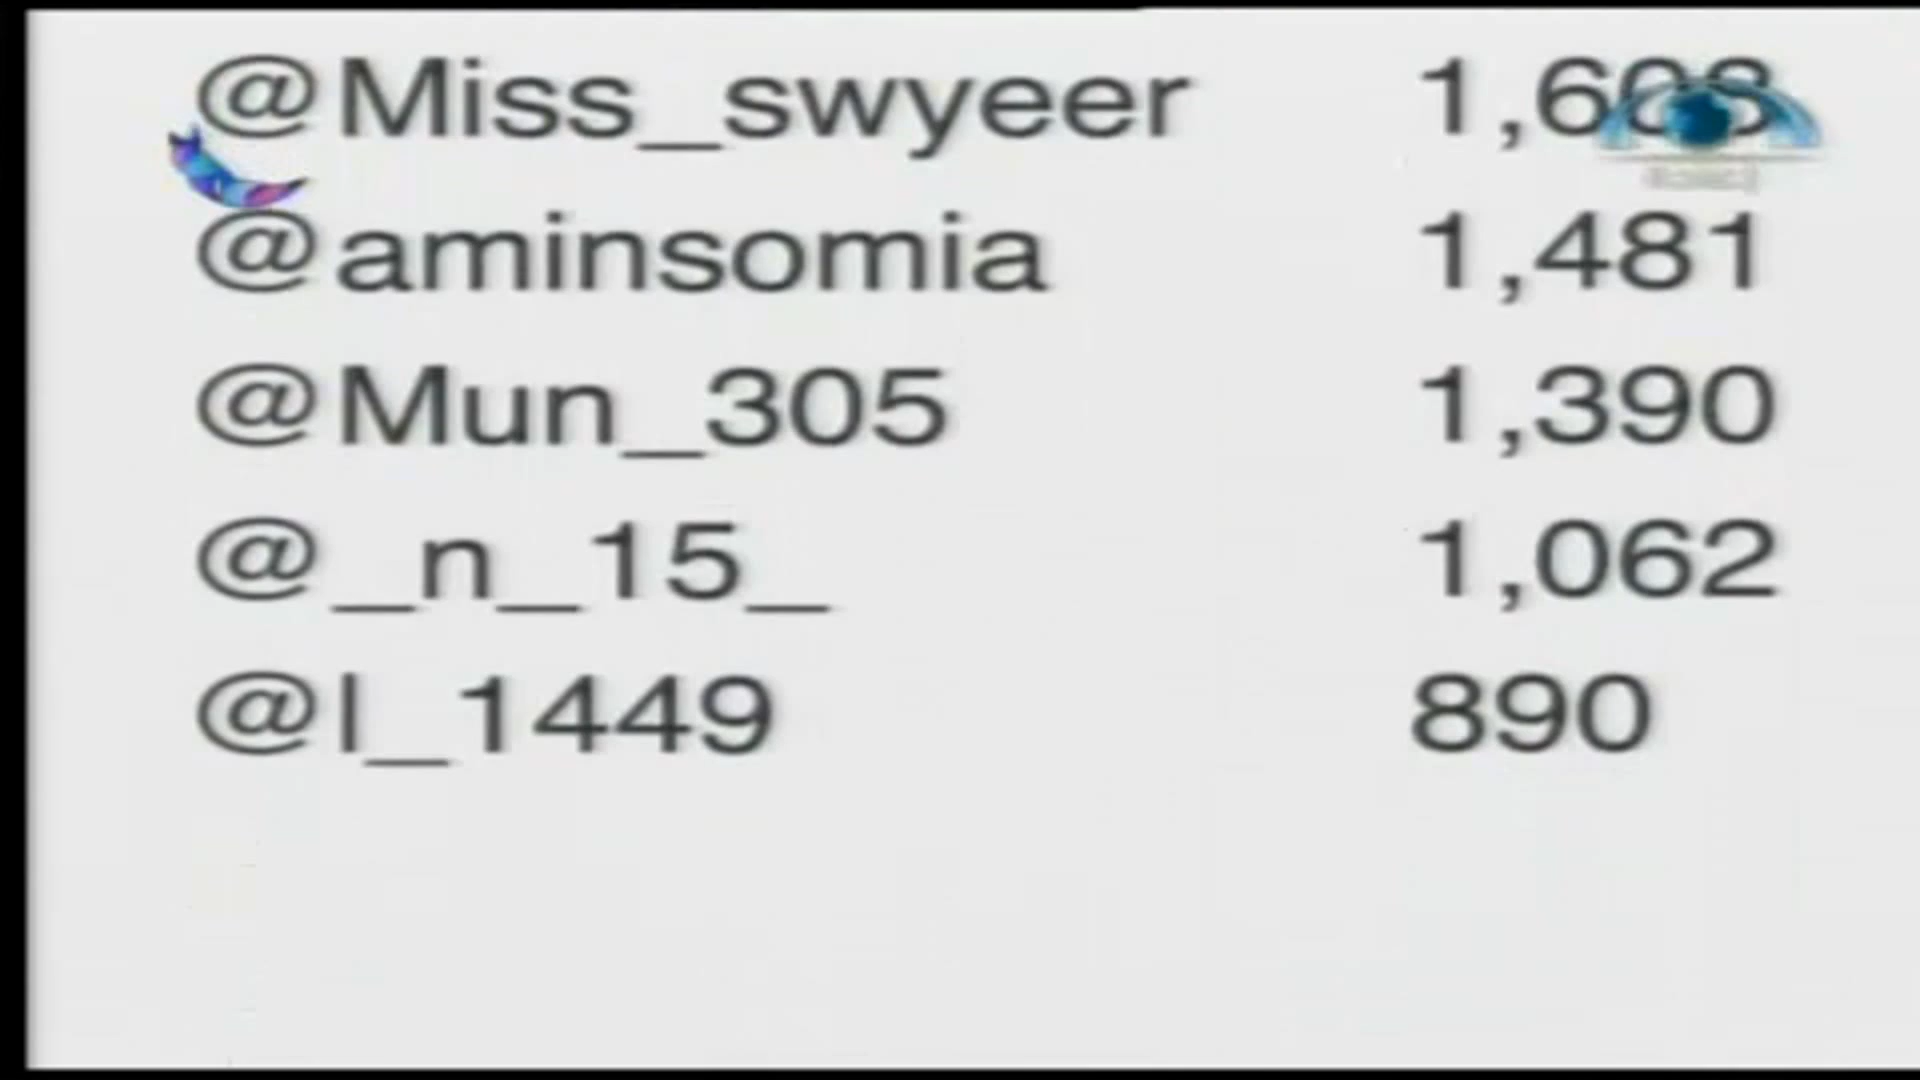 @Miss_swyeer
@aminsomia 1,481
@Mun_305 1,390
@_n_15_ 1,062
@l_1449 890